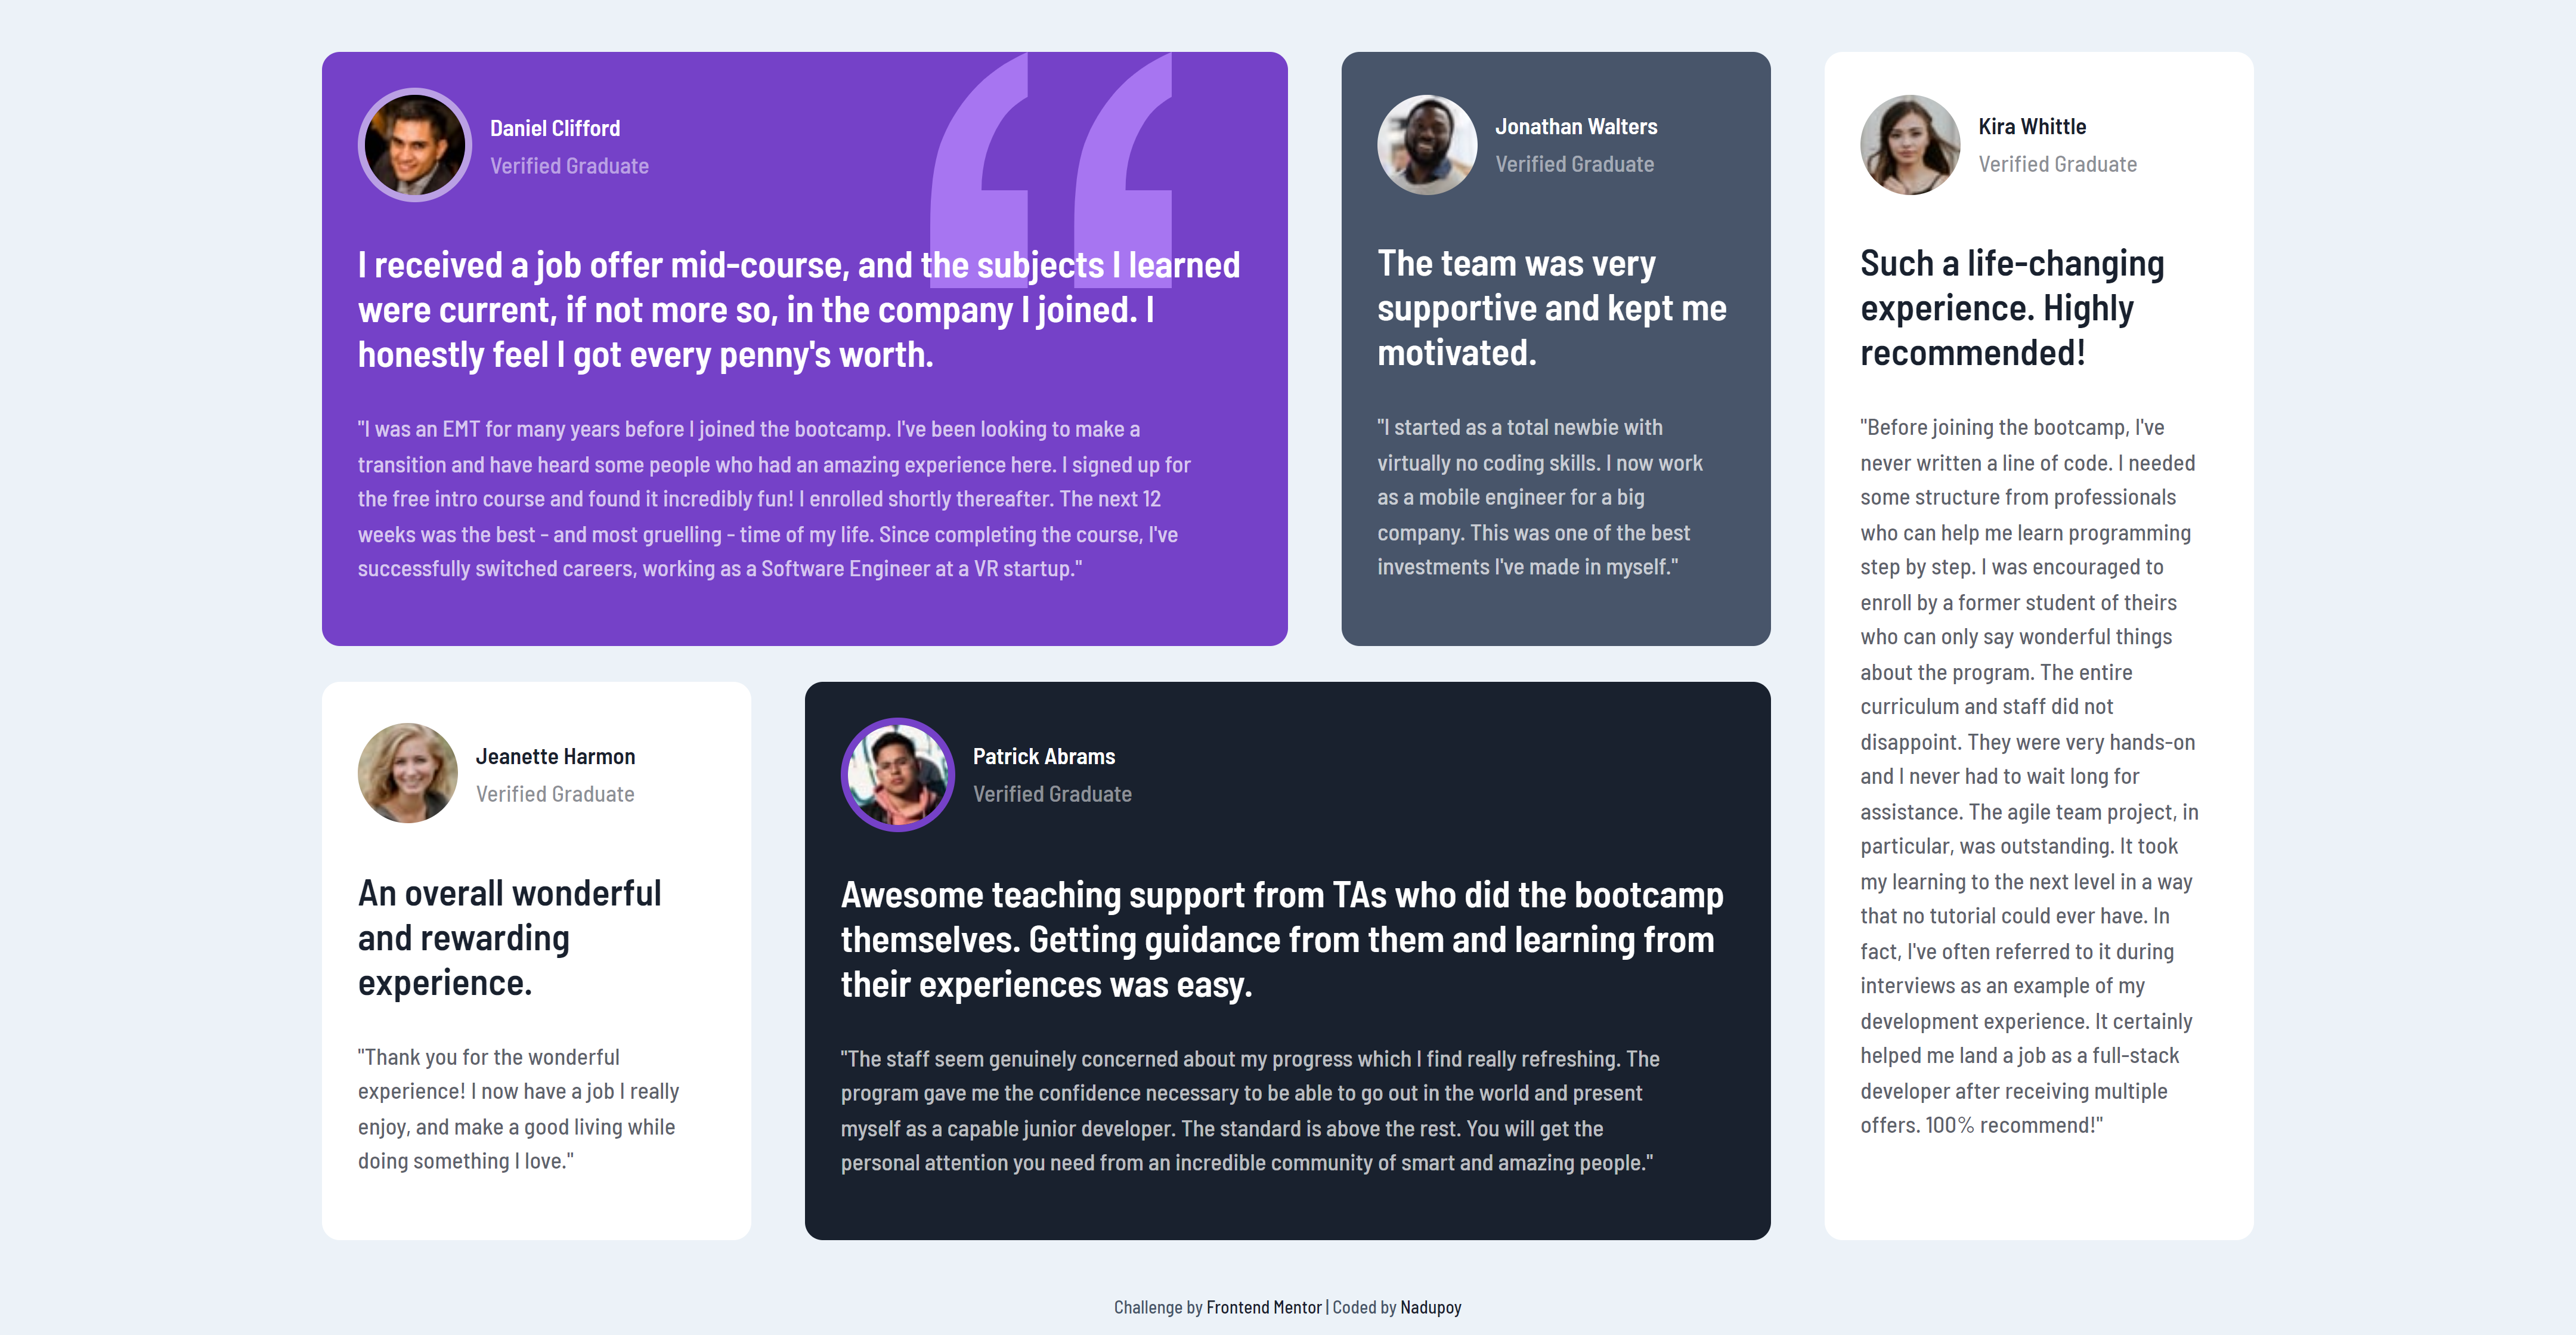 Daniel Clifford
Verified Graduate
I received a job offer mid-course, and the subjects I learned
were current, if not more so, in the company I joined. I
honestly feel I got every penny's worth.
"I was an EMT for many years before I joined the bootcamp. I've been looking to make a
transition and have heard some people who had an amazing experience here. I signed up for
the free intro course and found it incredibly fun! I enrolled shortly thereafter. The next 12
weeks was the best - and most gruelling - time of my life. Since completing the course, I've
successfully switched careers, working as a Software Engineer at a VR startup."
Jonathan Walters
Verified Graduate
The team was very
supportive and kept me
motivated.
"I started as a total newbie with
virtually no coding skills. I now work
as a mobile engineer for a big
company. This was one of the best
investments I've made in myself."
Kira Whittle
Verified Graduate
Such a life-changing
experience. Highly
recommended!
"Before joining the bootcamp, I've
never written a line of code. I needed
some structure from professionals
who can help me learn programming
step by step. I was encouraged to
enroll by a former student of theirs
who can only say wonderful things
about the program. The entire
curriculum and staff did not
disappoint. They were very hands-on
and I never had to wait long for
assistance. The agile team project, in
particular, was outstanding. It took
my learning to the next level in a way
that no tutorial could ever have. In
fact, I've often referred to it during
interviews as an example of my
development experience. It certainly
helped me land a job as a full-stack
developer after receiving multiple
offers. 100% recommend!"
Jeanette Harmon
Verified Graduate
An overall wonderful
and rewarding
experience.
"Thank you for the wonderful
experience! I now have a job I really
enjoy, and make a good living while
doing something I love."
Patrick Abrams
Verified Graduate
Awesome teaching support from TAs who did the bootcamp
themselves. Getting guidance from them and learning from
their experiences was easy.
"The staff seem genuinely concerned about my progress which I find really refreshing. The
program gave me the confidence necessary to be able to go out in the world and present
myself as a capable junior developer. The standard is above the rest. You will get the
personal attention you need from an incredible community of smart and amazing people."
Challenge by Frontend Mentor | Coded by Nadupoy